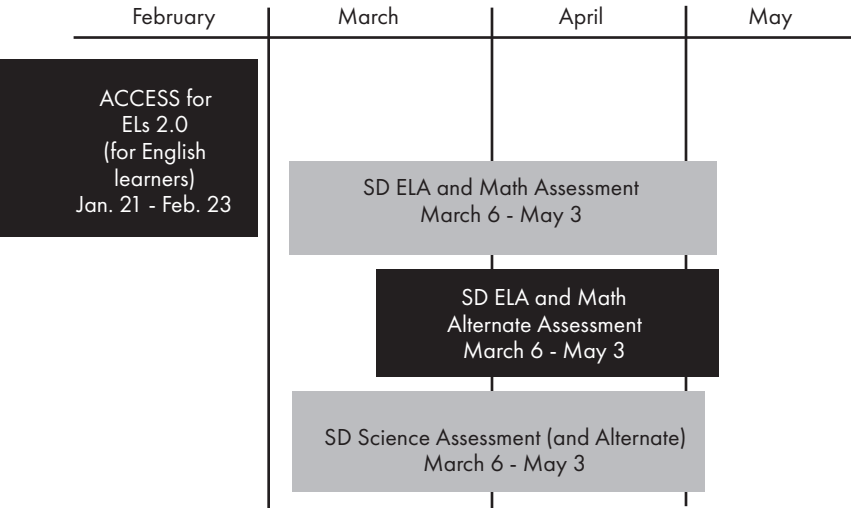 February March April May
ACCESS for
ELs 2.0
(for English
learners)
Jan. 21 - Feb. 23
SD ELA and Math Assessment
March 6 - May 3
SD ELA and Math
Alternate Assessment
March 6 - May 3
SD Science Assessment (and Alternate)
March 6 - May 3